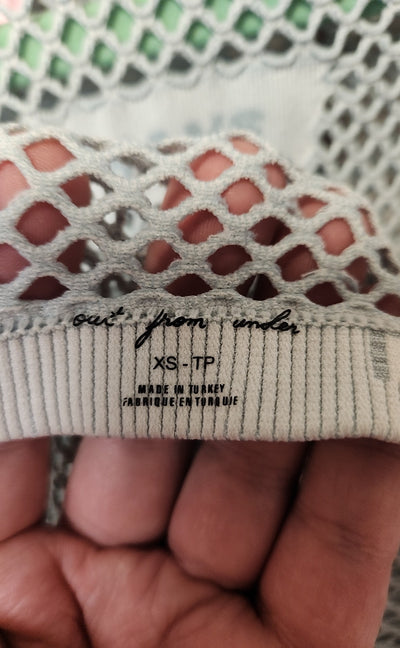 out from under
XS - TP
MADE IN TURKEY
FABRIQUE EN TURQUIE